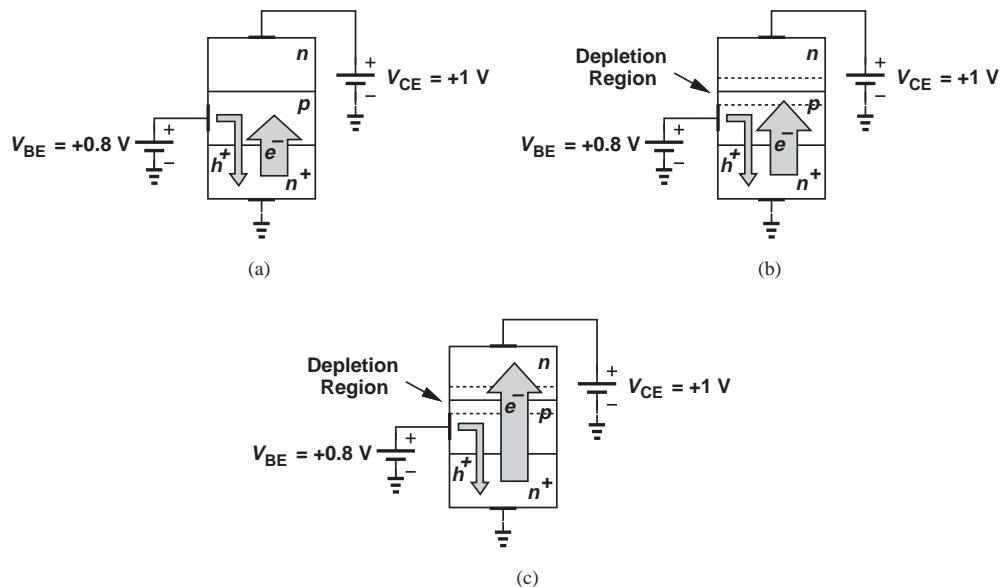 n
+
V_CE = +1 V
−
p
+
V_BE = +0.8 V
−
h+
e−
n+
(a)
Depletion
Region
n
+
V_CE = +1 V
−
p
+
V_BE = +0.8 V
−
h+
e−
n+
(b)
Depletion
Region
n
+
V_CE = +1 V
−
e−
p
+
V_BE = +0.8 V
−
h+
n+
(c)